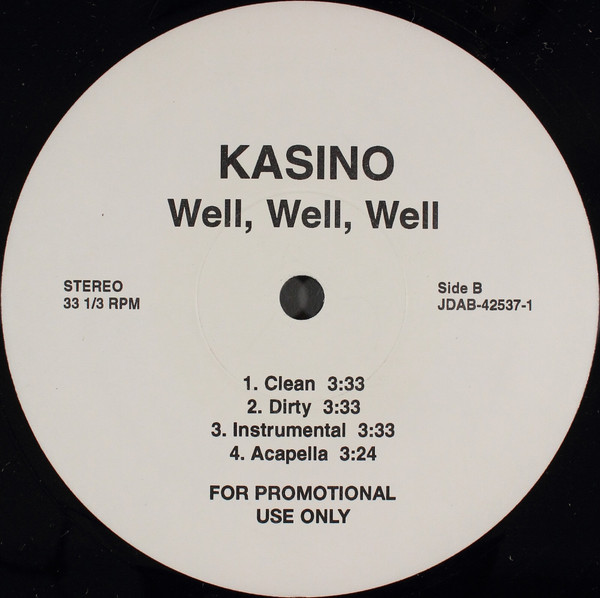 KASINO
Well, Well, Well
STEREO
33 1/3 RPM
Side B
JDAB-42537-1
1. Clean 3:33
2. Dirty 3:33
3. Instrumental 3:33
4. Acapella 3:24
FOR PROMOTIONAL
USE ONLY